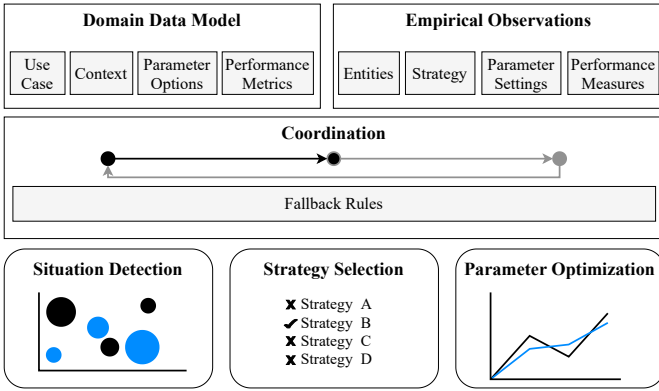 Domain Data Model
Use
Case
Context
Parameter
Options
Performance
Metrics
Empirical Observations
Entities
Strategy
Parameter
Settings
Performance
Measures
Coordination
Fallback Rules
Situation Detection
Strategy Selection
Strategy A
Strategy B
Strategy C
Strategy D
Parameter Optimization